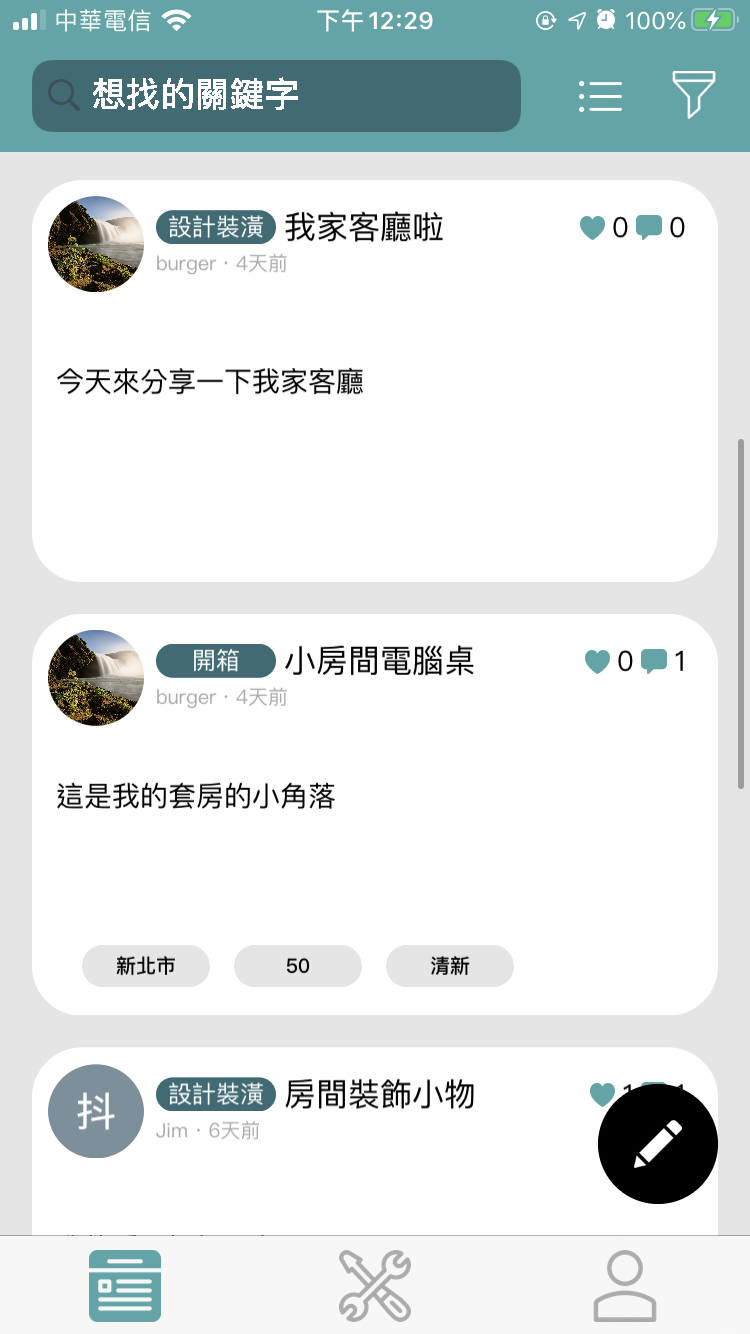 中華電信 下午12:29 100%
想找的關鍵字
設計裝潢 我家客廳啦 0 0
burger · 4天前
今天來分享一下我家客廳
開箱 小房間電腦桌 0 1
burger · 4天前
這是我的套房的小角落
新北市 50 清新
抖 設計裝潢 房間裝飾小物
Jim · 6天前